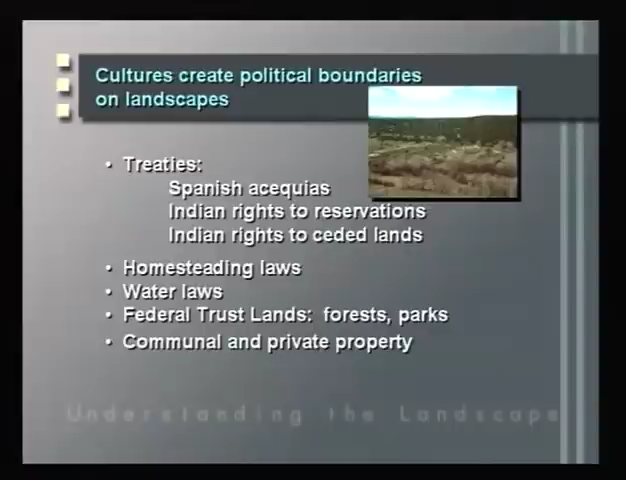 Cultures create political boundaries
on landscapes
• Treaties:
Spanish acequias
Indian rights to reservations
Indian rights to ceded lands
• Homesteading laws
• Water laws
• Federal Trust Lands: forests, parks
• Communal and private property
Understanding the Landscape